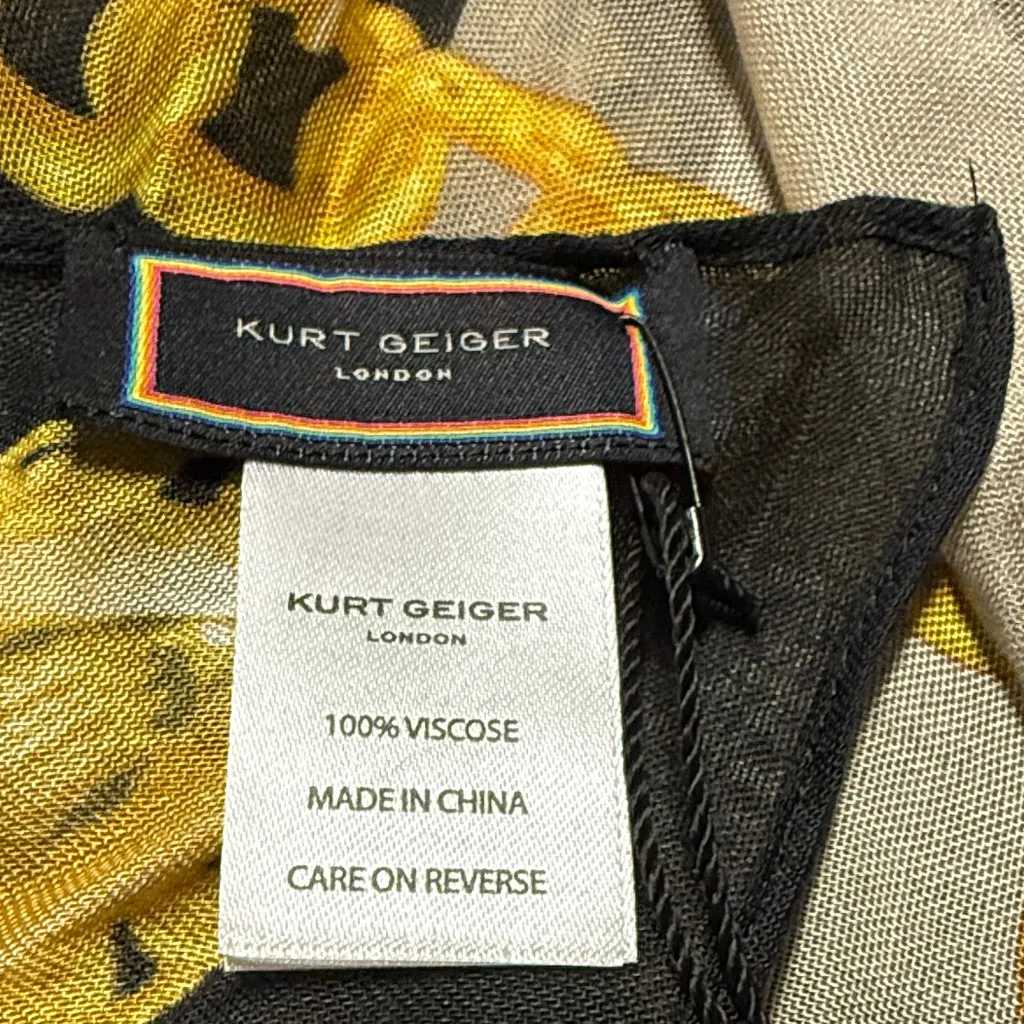 KURT GEIGER
LONDON
KURT GEIGER
LONDON
100% VISCOSE
MADE IN CHINA
CARE ON REVERSE